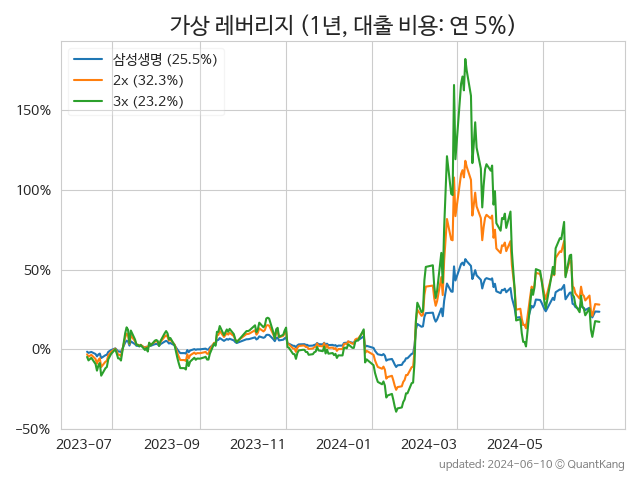 가상 레버리지 (1년, 대출 비용: 연 5%)
삼성생명 (25.5%)
2x (32.3%)
3x (23.2%)
150%
100%
50%
0%
−50%
2023-07 2023-09 2023-11 2024-01 2024-03 2024-05
updated: 2024-06-10 © QuantKang